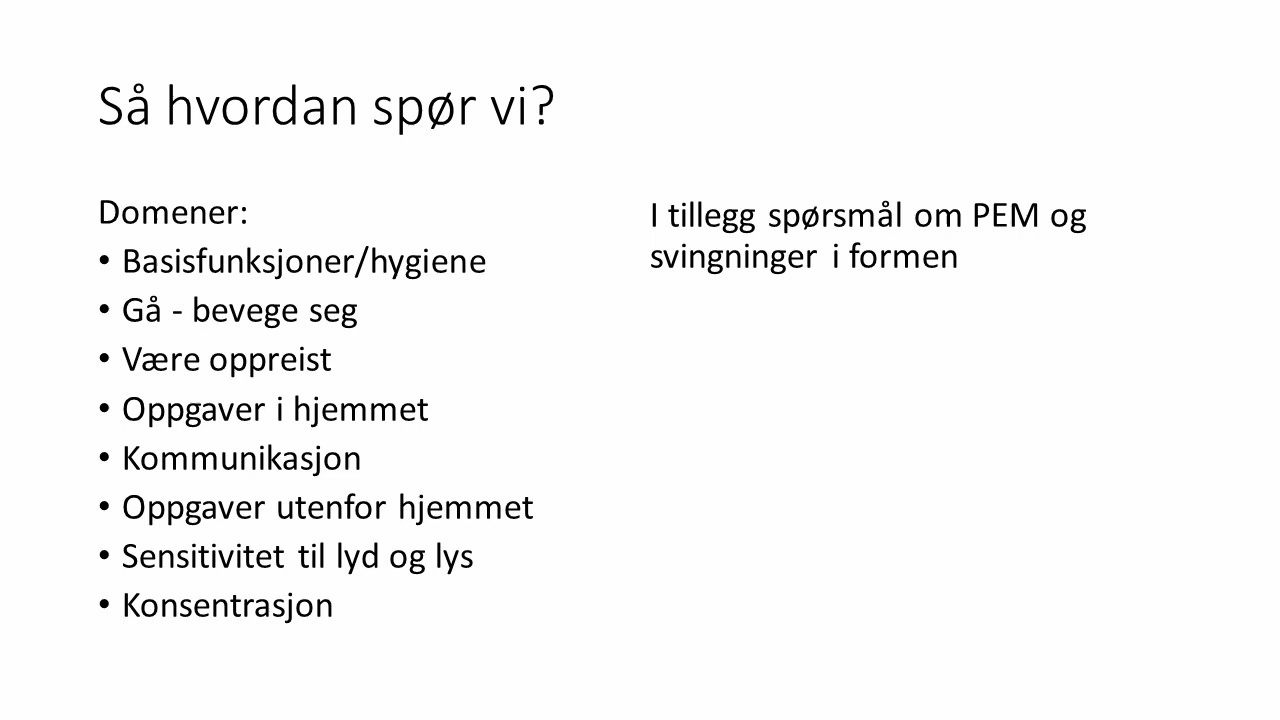 Så hvordan spør vi?
Domener:
• Basisfunksjoner/hygiene
• Gå - bevege seg
• Være oppreist
• Oppgaver i hjemmet
• Kommunikasjon
• Oppgaver utenfor hjemmet
• Sensitivitet til lyd og lys
• Konsentrasjon
I tillegg spørsmål om PEM og
svingninger i formen